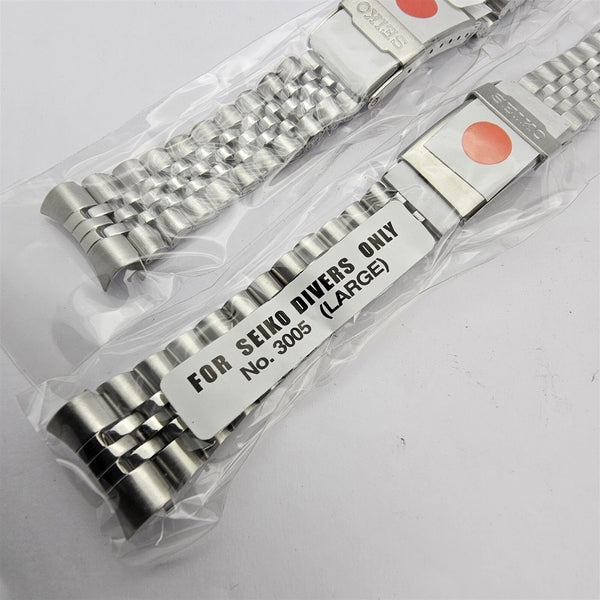 SEIKO
SEIKO
FOR SEIKO DIVERS ONLY
No. 3005 (LARGE)